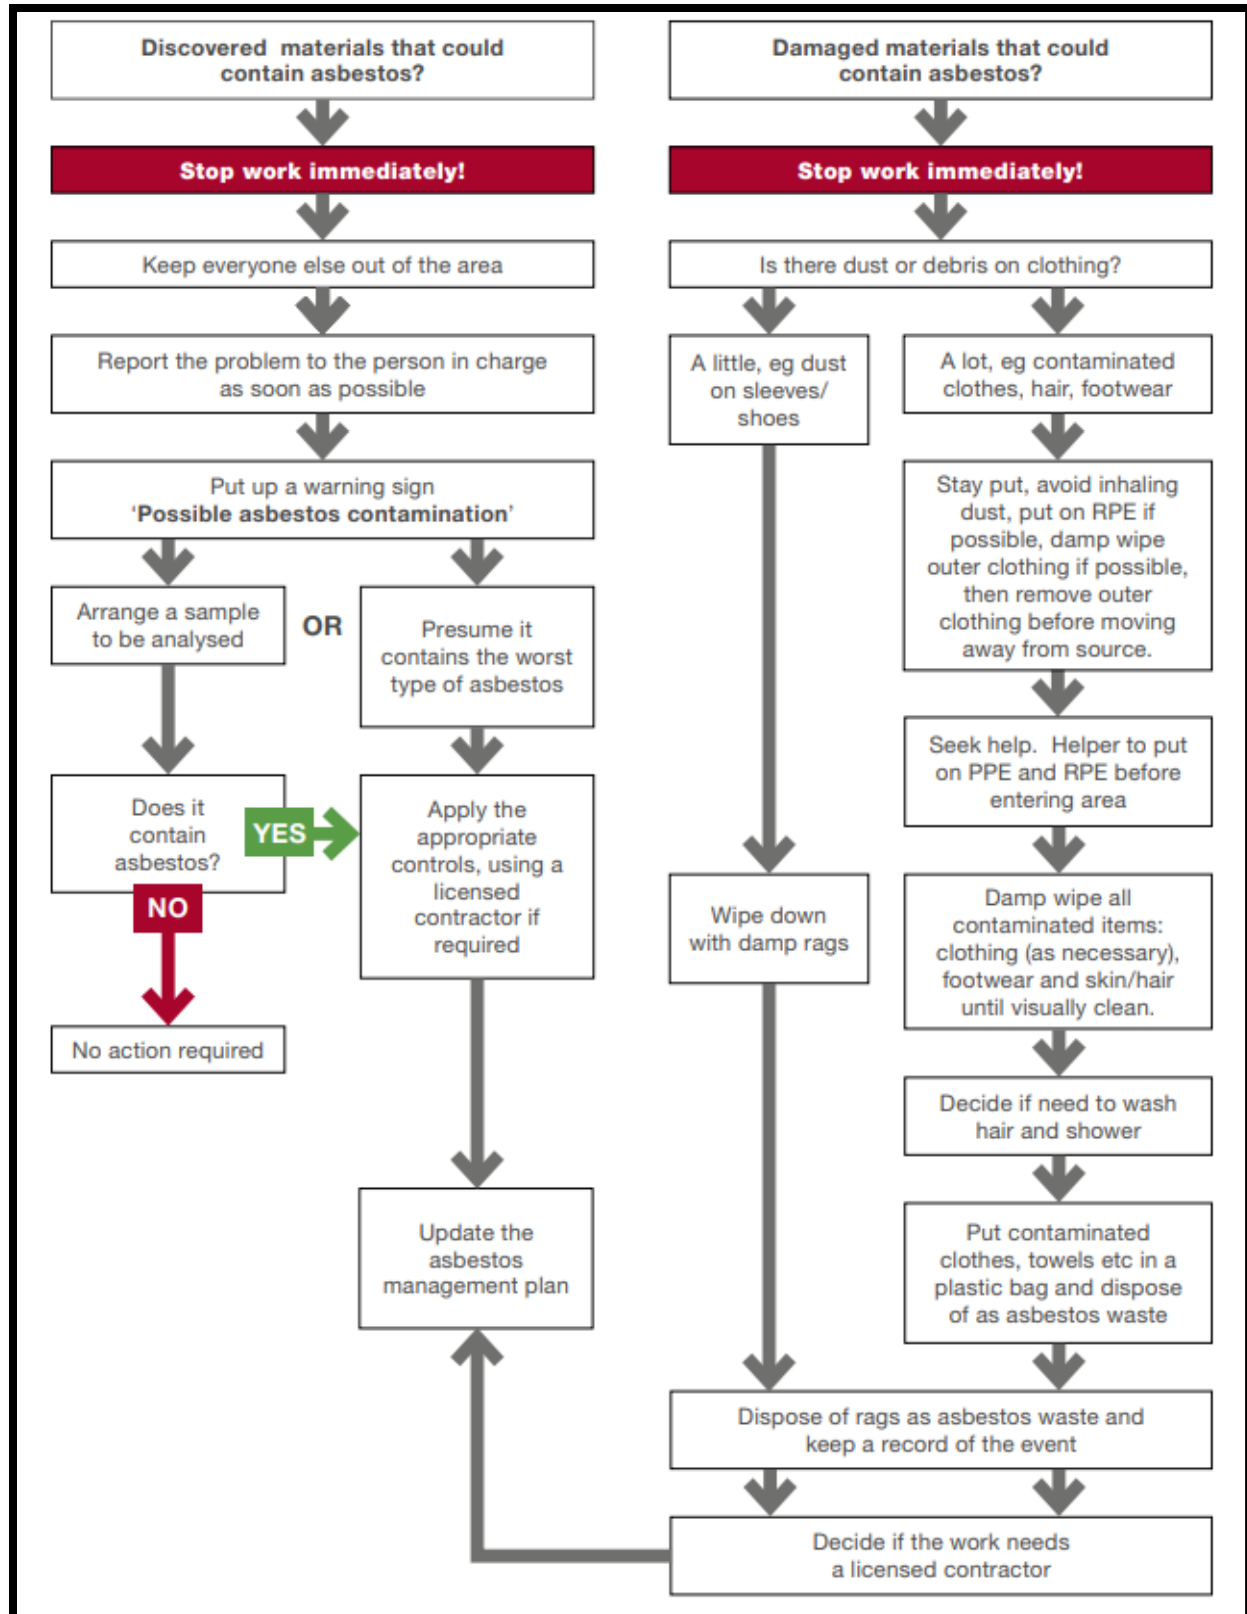 Discovered materials that could
contain asbestos?
Stop work immediately!
Keep everyone else out of the area
Report the problem to the person in charge
as soon as possible
Put up a warning sign
‘Possible asbestos contamination’
Arrange a sample
to be analysed
OR
Presume it
contains the worst
type of asbestos
Does it
contain
asbestos?
YES
NO
No action required
Apply the
appropriate
controls, using a
licensed
contractor if
required
Update the
asbestos
management plan
Damaged materials that could
contain asbestos?
Stop work immediately!
Is there dust or debris on clothing?
A little, eg dust
on sleeves/
shoes
Wipe down
with damp rags
A lot, eg contaminated
clothes, hair, footwear
Stay put, avoid inhaling
dust, put on RPE if
possible, damp wipe
outer clothing if possible,
then remove outer
clothing before moving
away from source.
Seek help. Helper to put
on PPE and RPE before
entering area
Damp wipe all
contaminated items:
clothing (as necessary),
footwear and skin/hair
until visually clean.
Decide if need to wash
hair and shower
Put contaminated
clothes, towels etc in a
plastic bag and dispose
of as asbestos waste
Dispose of rags as asbestos waste and
keep a record of the event
Decide if the work needs
a licensed contractor